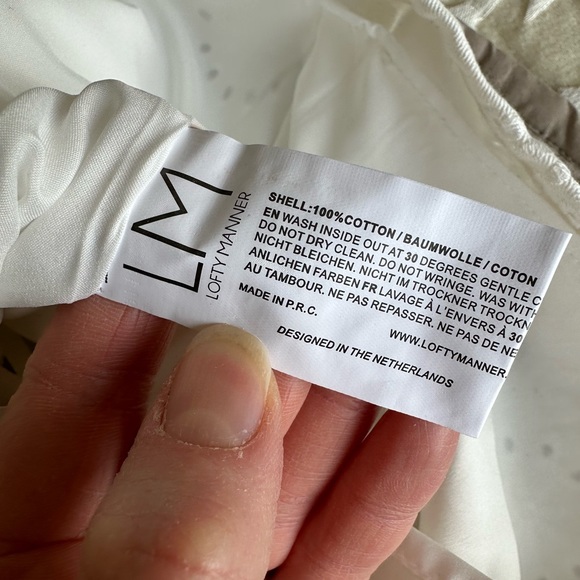 LM
LOFTY MANNER
SHELL:100%COTTON / BAUMWOLLE / COTON
EN WASH INSIDE OUT AT 30 DEGREES GENTLE C
DO NOT DRY CLEAN. DO NOT WRINGE. WAS WITH
NICHT BLEICHEN. NICHT IM TROCKNER TROCKN
ANLICHEN FARBEN FR LAVAGE À L'ENVERS À 30
AU TAMBOUR. NE PAS REPASSER. NE PAS DE NE
MADE IN P.R.C.
WWW.LOFTYMANNER.
DESIGNED IN THE NETHERLANDS